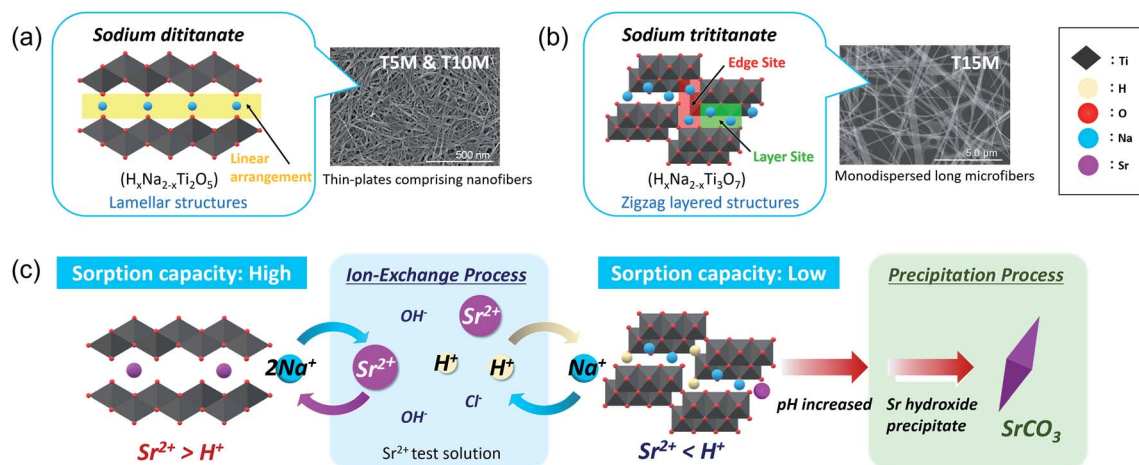 (a)
Sodium dititanate
T5M & T10M
500 nm
Linear
arrangement
(HₓNa₂₋ₓTi₂O₅)
Lamellar structures
Thin-plates comprising nanofibers
(b)
Sodium trititanate
Edge Site
Layer Site
T15M
5.0 μm
(HₓNa₂₋ₓTi₃O₇)
Zigzag layered structures
Monodispersed long microfibers
: Ti
: H
: O
: Na
: Sr
(c)
Sorption capacity: High
Ion-Exchange Process
Sorption capacity: Low
Precipitation Process
OH⁻
Sr²⁺
2Na⁺
Sr²⁺
H⁺
H⁺
Na⁺
Cl⁻
OH⁻
pH increased
Sr hydroxide
precipitate
SrCO₃
Sr²⁺ > H⁺
Sr²⁺ test solution
Sr²⁺ < H⁺